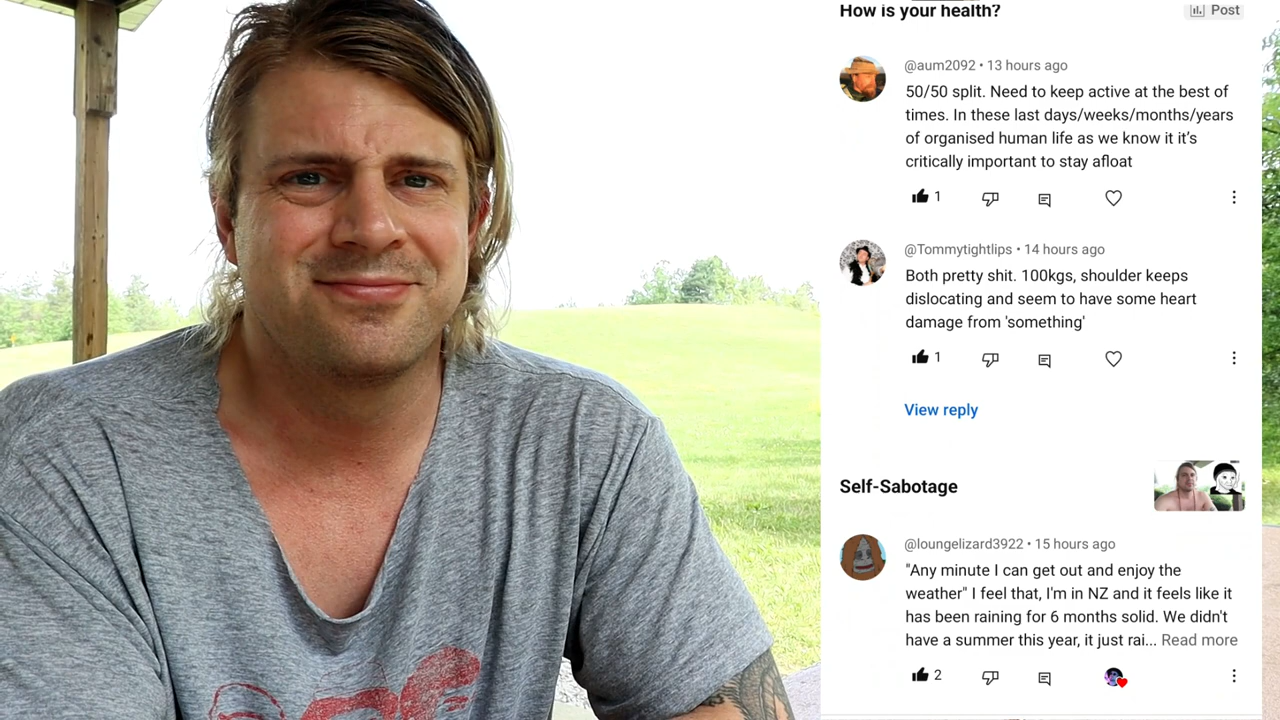 How is your health?
Post
@aum2092 • 13 hours ago
50/50 split. Need to keep active at the best of
times. In these last days/weeks/months/years
of organised human life as we know it it’s
critically important to stay afloat
1
@Tommytightlips • 14 hours ago
Both pretty shit. 100kgs, shoulder keeps
dislocating and seem to have some heart
damage from 'something'
1
View reply
Self-Sabotage
@loungelizard3922 • 15 hours ago
"Any minute I can get out and enjoy the
weather" I feel that, I'm in NZ and it feels like it
has been raining for 6 months solid. We didn't
have a summer this year, it just rai... Read more
2